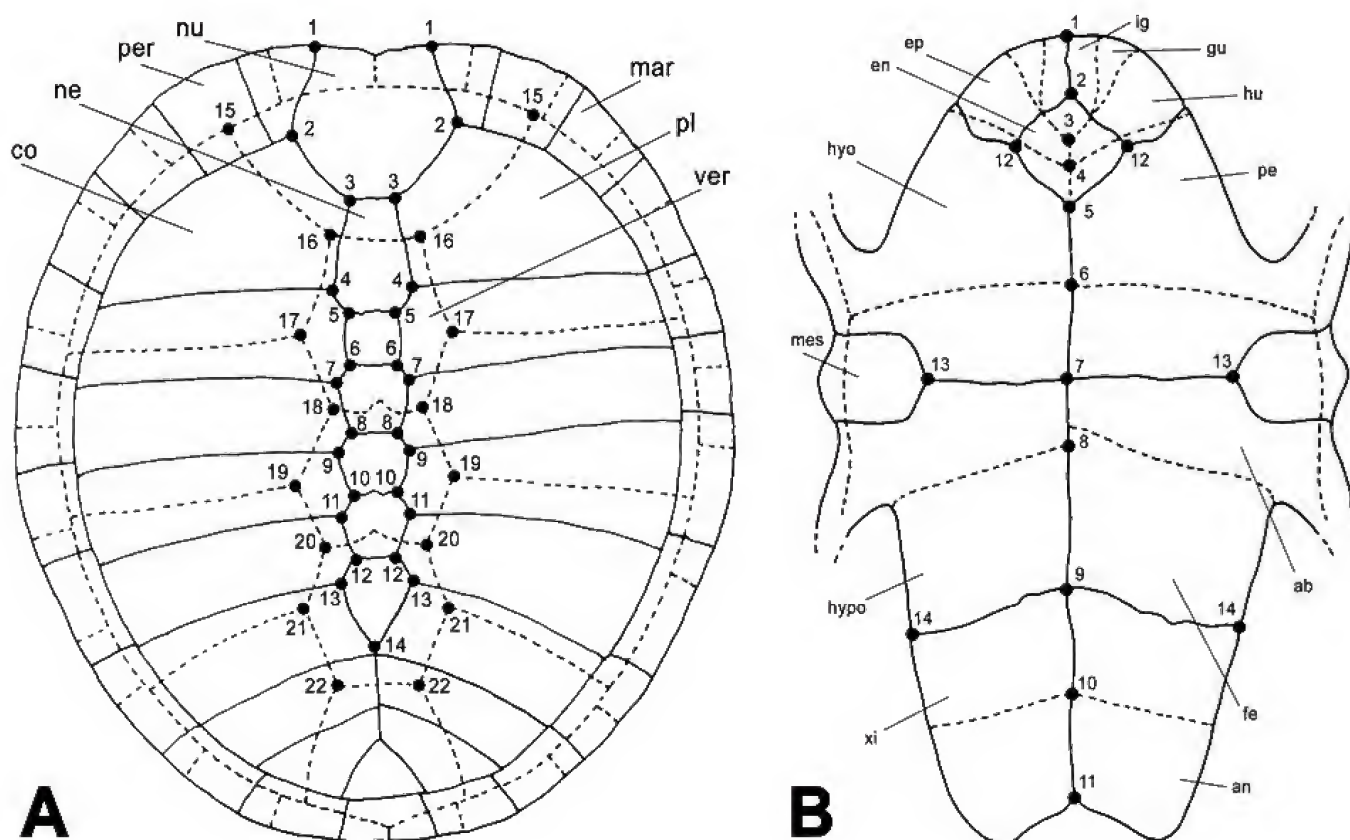 1 1
nu
per
ne
mar
15 15
2 2
pl
co
3 3
ver
16 16
4 4
5 5
17 17
6 6
7 7
18 18
8 8
9 9
19 19
10 10
11 11
20 20
12 12
13 13
21 21
14
22 22
A
1
ig
ep
gu
en
2
hu
3
hyo
12 12
4
pe
5
6
mes
13 7 13
8
ab
9
hypo
14 14
10
fe
xi
11
an
B